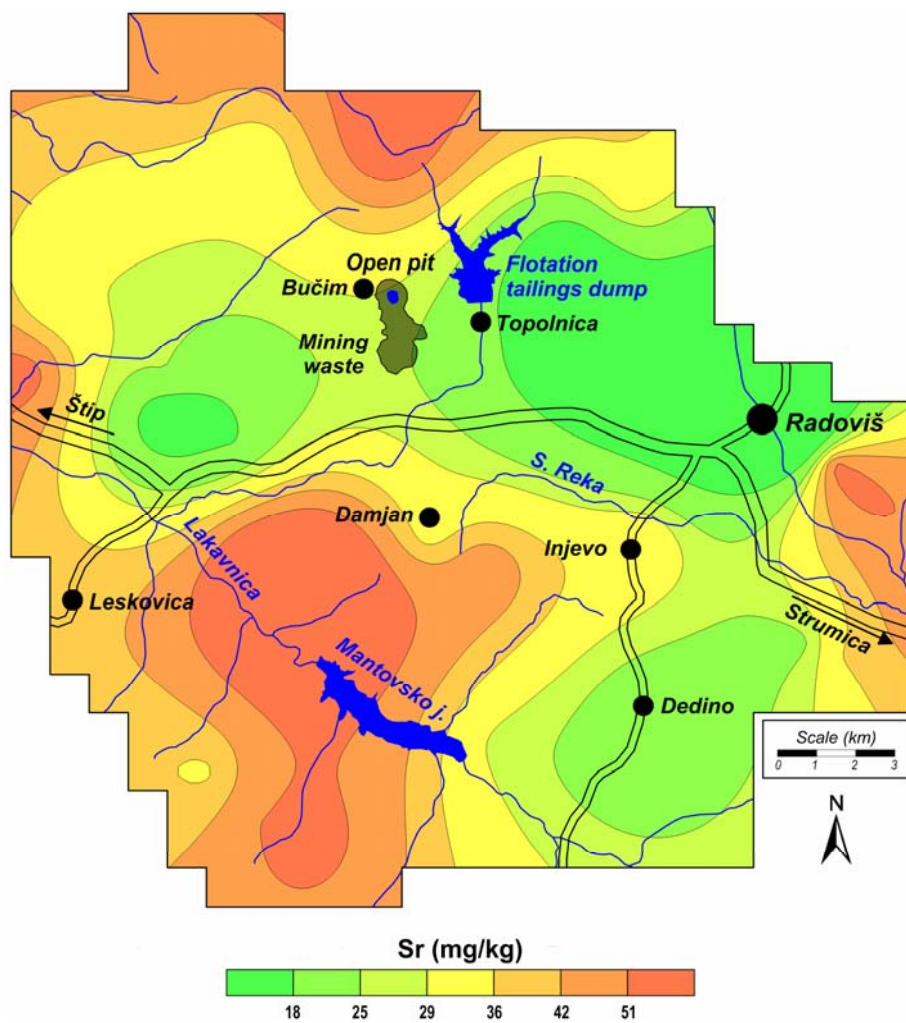 Open pit
Bučim
Flotation
tailings dump
Topolnica
Mining
waste
Štip
Radoviš
S. Reka
Damjan
Injevo
Lakavnica
Leskovica
Strumica
Mantovsko j.
Dedino
Scale (km)
0 1 2 3
N
Sr (mg/kg)
18 25 29 36 42 51